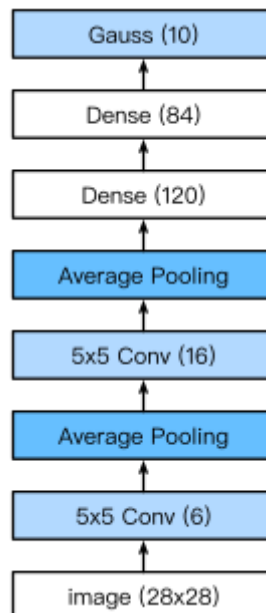 Gauss (10)
Dense (84)
Dense (120)
Average Pooling
5x5 Conv (16)
Average Pooling
5x5 Conv (6)
image (28x28)